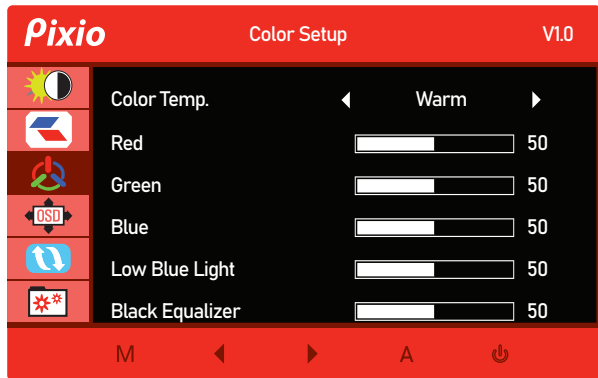 Pixio Color Setup V1.0
Color Temp. Warm
Red 50
Green 50
OSD
Blue 50
Low Blue Light 50
Black Equalizer 50
M A